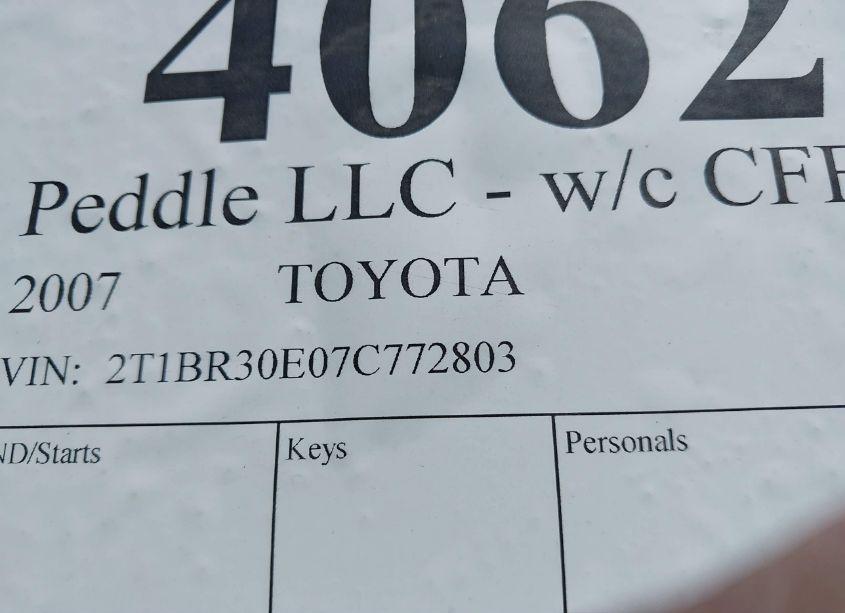 4062
Peddle LLC - w/c CFF
2007 TOYOTA
VIN: 2T1BR30E07C772803
ND/Starts Keys Personals